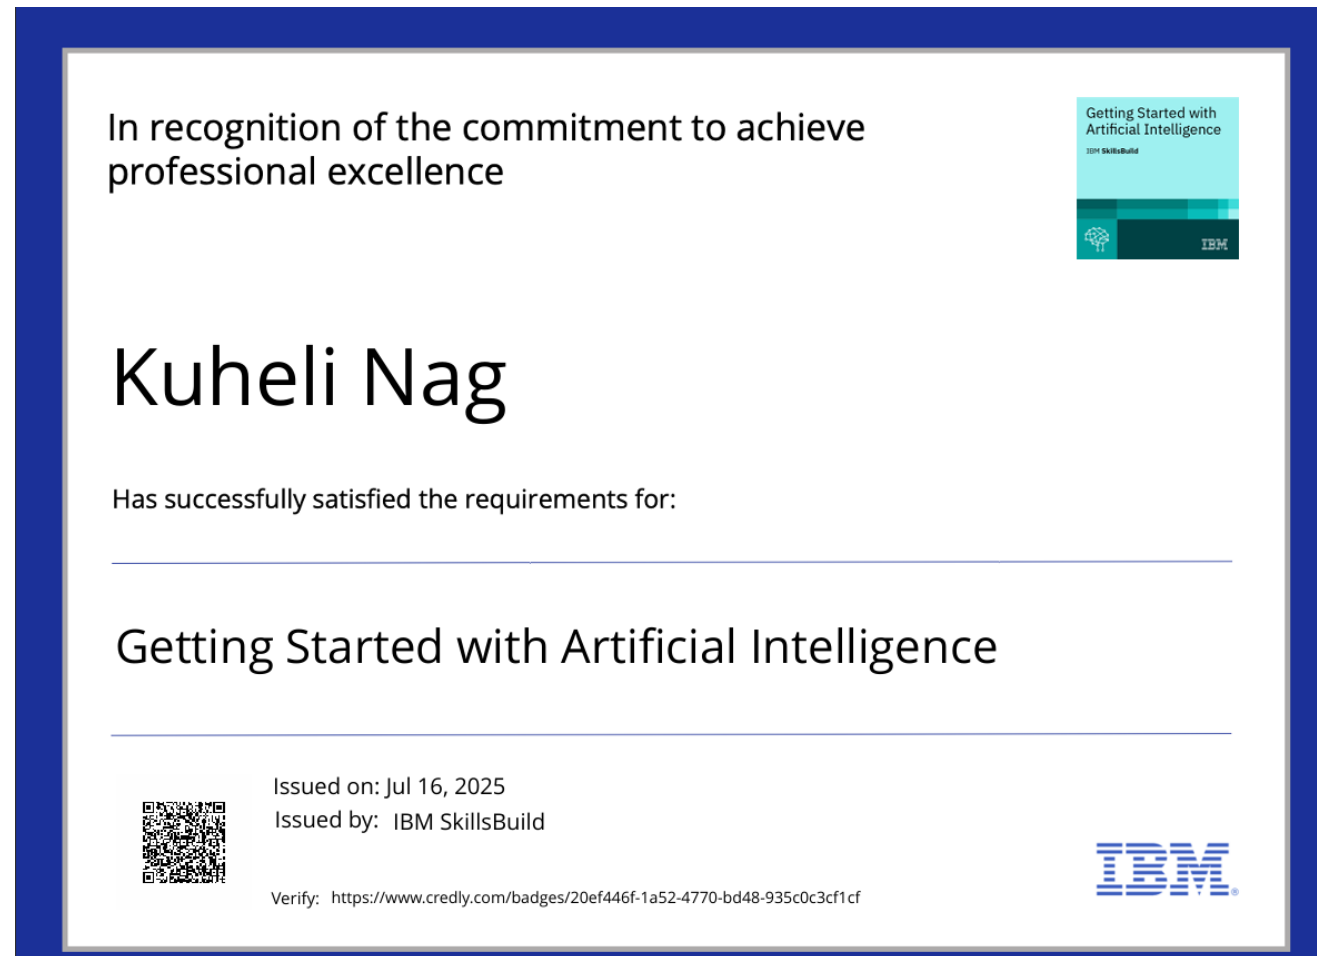 In recognition of the commitment to achieve
professional excellence
Getting Started with
Artificial Intelligence
IBM SkillsBuild
IBM
Kuheli Nag
Has successfully satisfied the requirements for:
Getting Started with Artificial Intelligence
Issued on: Jul 16, 2025
Issued by: IBM SkillsBuild
Verify: https://www.credly.com/badges/20ef446f-1a52-4770-bd48-935c0c3cf1cf
IBM®